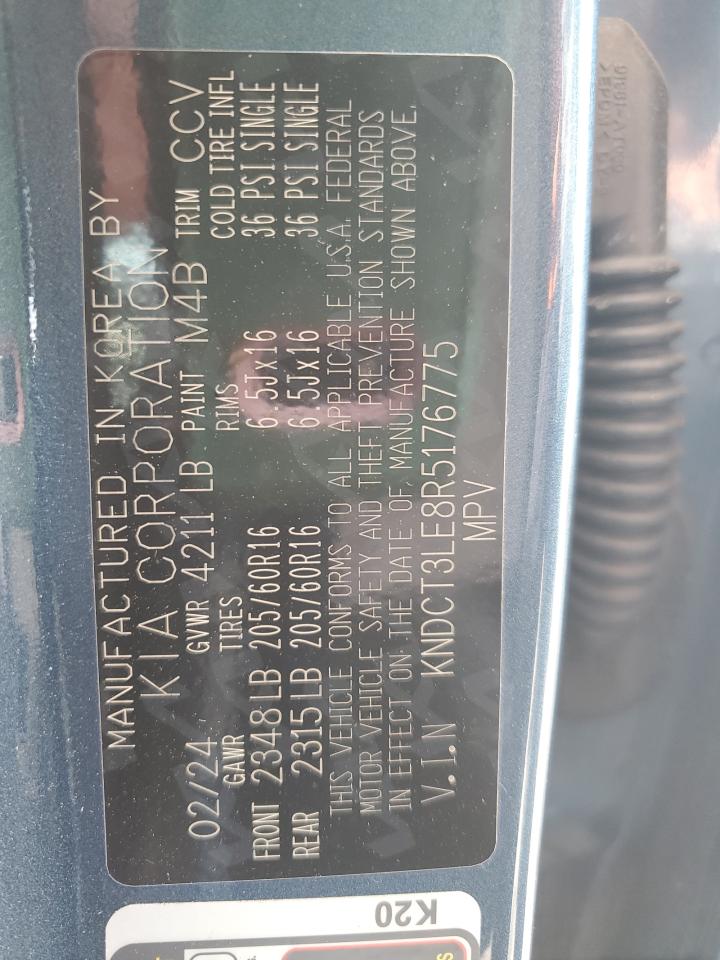 MANUFACTURED IN KOREA BY
KIA CORPORATION
02/24 GVWR 4211 LB PAINT M4B TRIM CCV
GAWR TIRES RIMS COLD TIRE INFL
FRONT 2348 LB 205/60R16 6.5Jx16 36 PSI SINGLE
REAR 2315 LB 205/60R16 6.5Jx16 36 PSI SINGLE
THIS VEHICLE CONFORMS TO ALL APPLICABLE U.S.A. FEDERAL
MOTOR VEHICLE SAFETY AND THEFT PREVENTION STANDARDS
IN EFFECT ON THE DATE OF MANUFACTURE SHOWN ABOVE.
V.I.N KNDCT3LE8R5176775
MPV
K20